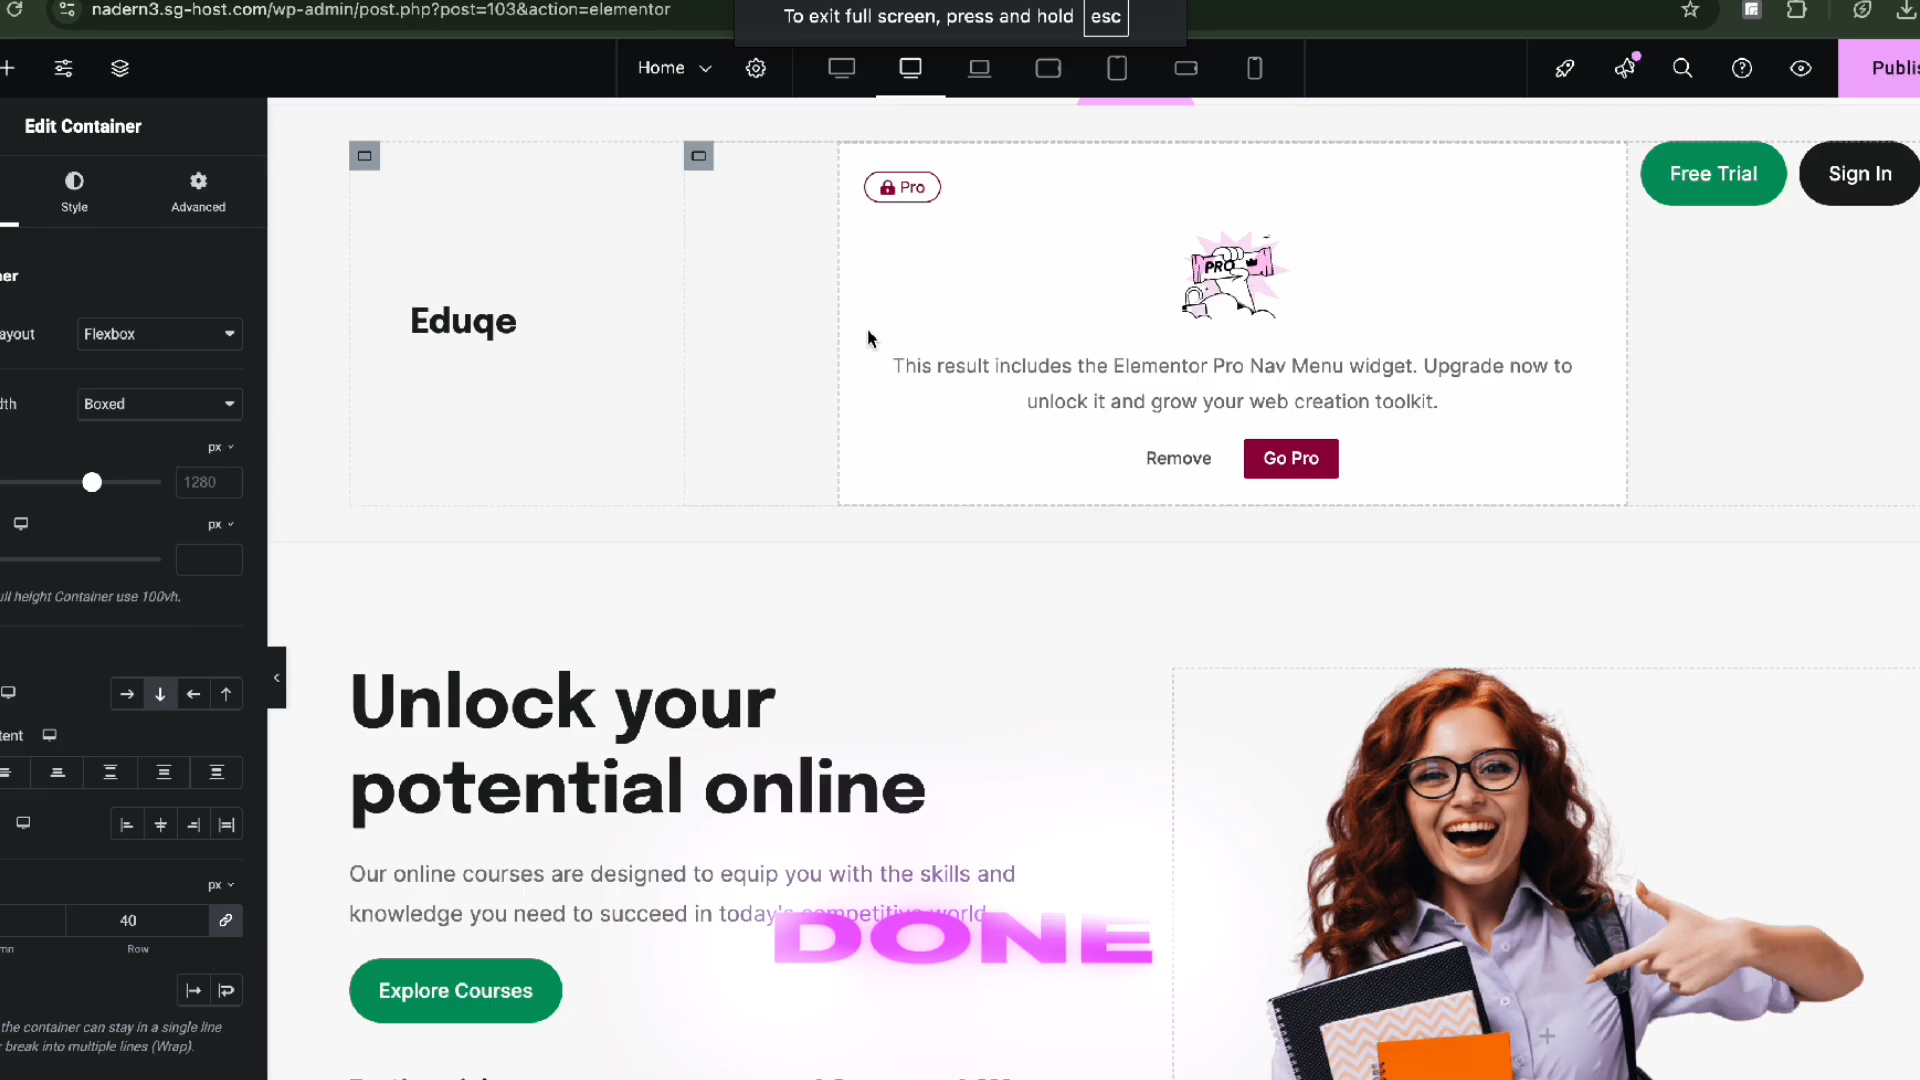 nadern3.sg-host.com/wp-admin/post.php?post=103&action=elementor
To exit full screen, press and hold esc
Home
Publis
Edit Container
Style
Advanced
ner
ayout
Flexbox
dth
Boxed
px
1280
px
ull height Container use 100vh.
tent
px
40
mn
Row
the container can stay in a single line
r break into multiple lines (Wrap).
Eduqe
Pro
PRO
This result includes the Elementor Pro Nav Menu widget. Upgrade now to
unlock it and grow your web creation toolkit.
Remove
Go Pro
Free Trial
Sign In
Unlock your
potential online
Our online courses are designed to equip you with the skills and
knowledge you need to succeed in today's competitive world
DONE
Explore Courses